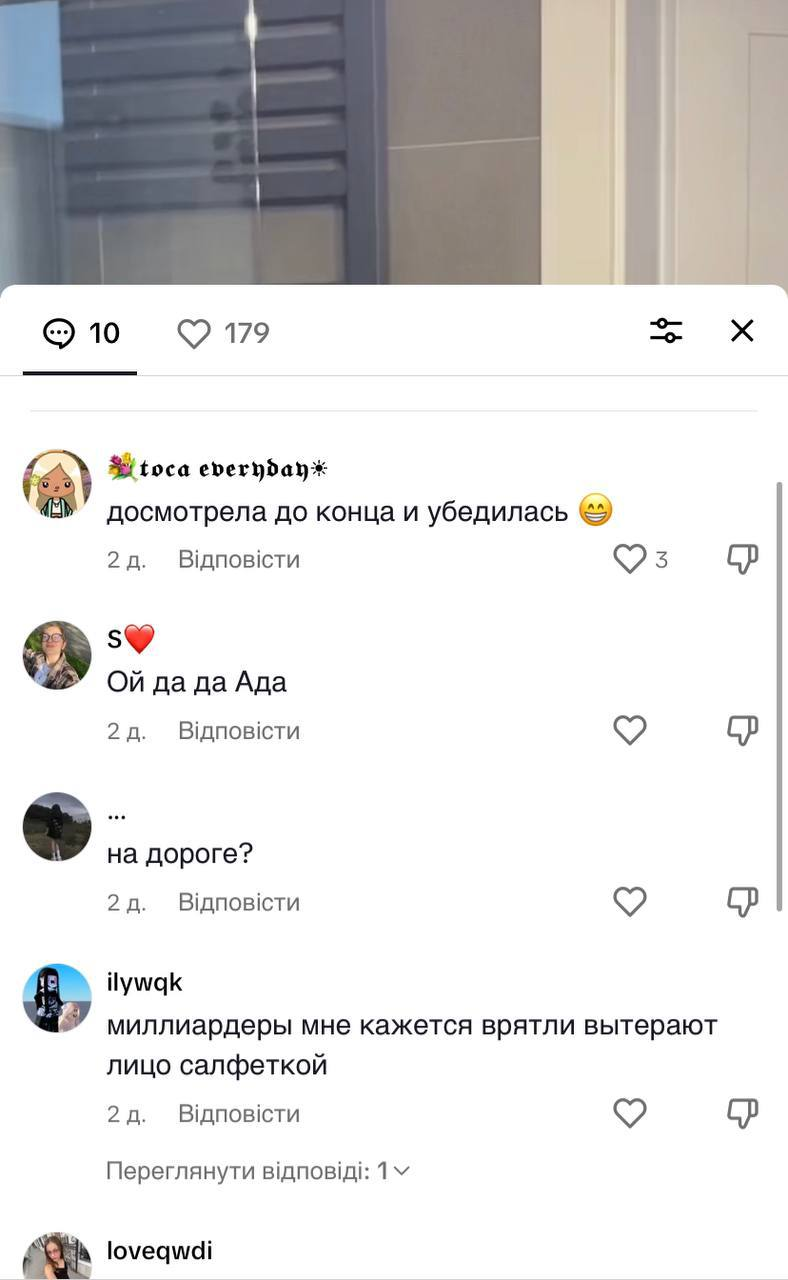 10 179
💐𝖙𝖔𝖈𝖆 𝖊𝖛𝖊𝖗𝖞𝖉𝖆𝖞☀
досмотрела до конца и убедилась 😁
2 д. Відповісти 3
S❤️
Ой да да Ада
2 д. Відповісти
...
на дороге?
2 д. Відповісти
ilywqk
миллиардеры мне кажется врятли вытерают
лицо салфеткой
2 д. Відповісти
Переглянути відповіді: 1
loveqwdi